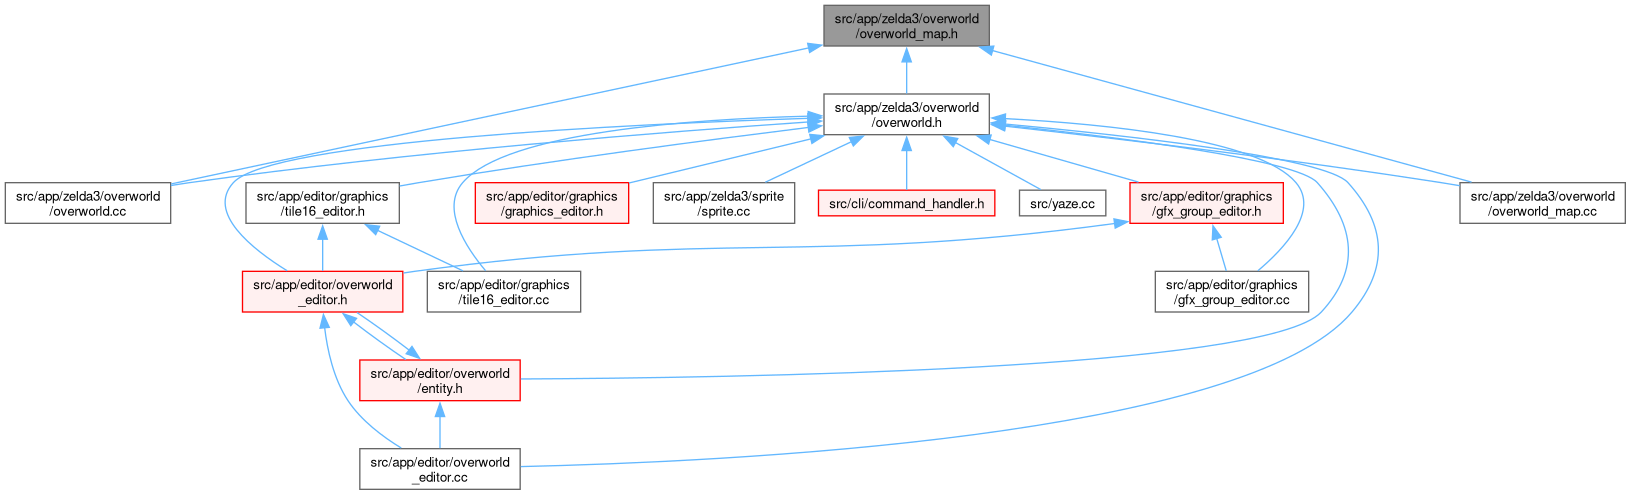 src/app/zelda3/overworld
/overworld_map.h
src/app/zelda3/overworld
/overworld.h
src/app/zelda3/overworld
/overworld.cc
src/app/editor/graphics
/tile16_editor.h
src/app/editor/graphics
/graphics_editor.h
src/app/zelda3/sprite
/sprite.cc
src/cli/command_handler.h
src/yaze.cc
src/app/editor/graphics
/gfx_group_editor.h
src/app/zelda3/overworld
/overworld_map.cc
src/app/editor/overworld
_editor.h
src/app/editor/graphics
/tile16_editor.cc
src/app/editor/graphics
/gfx_group_editor.cc
src/app/editor/overworld
/entity.h
src/app/editor/overworld
_editor.cc